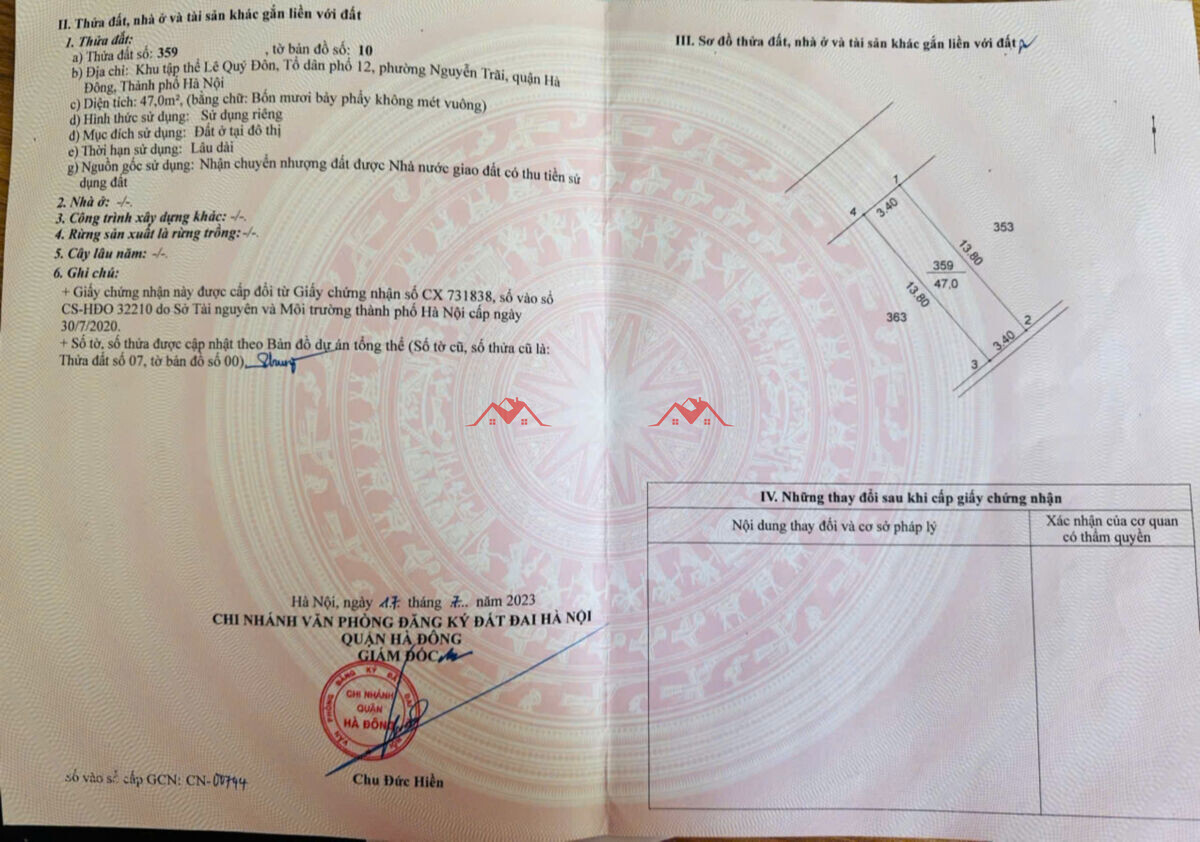 II. Thửa đất, nhà ở và tài sản khác gắn liền với đất
1. Thửa đất:
a) Thửa đất số: 359 , tờ bản đồ số: 10
b) Địa chỉ: Khu tập thể Lê Quý Đôn, Tổ dân phố 12, phường Nguyễn Trãi, quận Hà
Đông, Thành phố Hà Nội
c) Diện tích: 47,0m², (bằng chữ: Bốn mươi bảy phẩy không mét vuông)
d) Hình thức sử dụng: Sử dụng riêng
đ) Mục đích sử dụng: Đất ở tại đô thị
e) Thời hạn sử dụng: Lâu dài
g) Nguồn gốc sử dụng: Nhận chuyển nhượng đất được Nhà nước giao đất có thu tiền sử
dụng đất
2. Nhà ở: -/-.
3. Công trình xây dựng khác: -/-.
4. Rừng sản xuất là rừng trồng: -/-.
5. Cây lâu năm: -/-.
6. Ghi chú:
+ Giấy chứng nhận này được cấp đổi từ Giấy chứng nhận số CX 731838, số vào sổ
CS-HĐO 32210 do Sở Tài nguyên và Môi trường thành phố Hà Nội cấp ngày
30/7/2020.
+ Số tờ, số thửa được cập nhật theo Bản đồ dự án tổng thể (Số tờ cũ, số thửa cũ là:
Thửa đất số 07, tờ bản đồ số 00)
Hà Nội, ngày 17 tháng 7.. năm 2023
CHI NHÁNH VĂN PHÒNG ĐĂNG KÝ ĐẤT ĐAI HÀ NỘI
QUẬN HÀ ĐÔNG
GIÁM ĐỐC
VĂN PHÒNG ĐĂNG KÝ ĐẤT ĐAI HÀ NỘI
CHI NHÁNH
QUẬN
HÀ ĐÔNG
Chu Đức Hiền
số vào sổ cấp GCN: CN-00744
III. Sơ đồ thửa đất, nhà ở và tài sản khác gắn liền với đất
1
4
3.40
353
13.80
359
47,0
13.80
363
2
3.40
3
IV. Những thay đổi sau khi cấp giấy chứng nhận
Nội dung thay đổi và cơ sở pháp lý
Xác nhận của cơ quan
có thẩm quyền